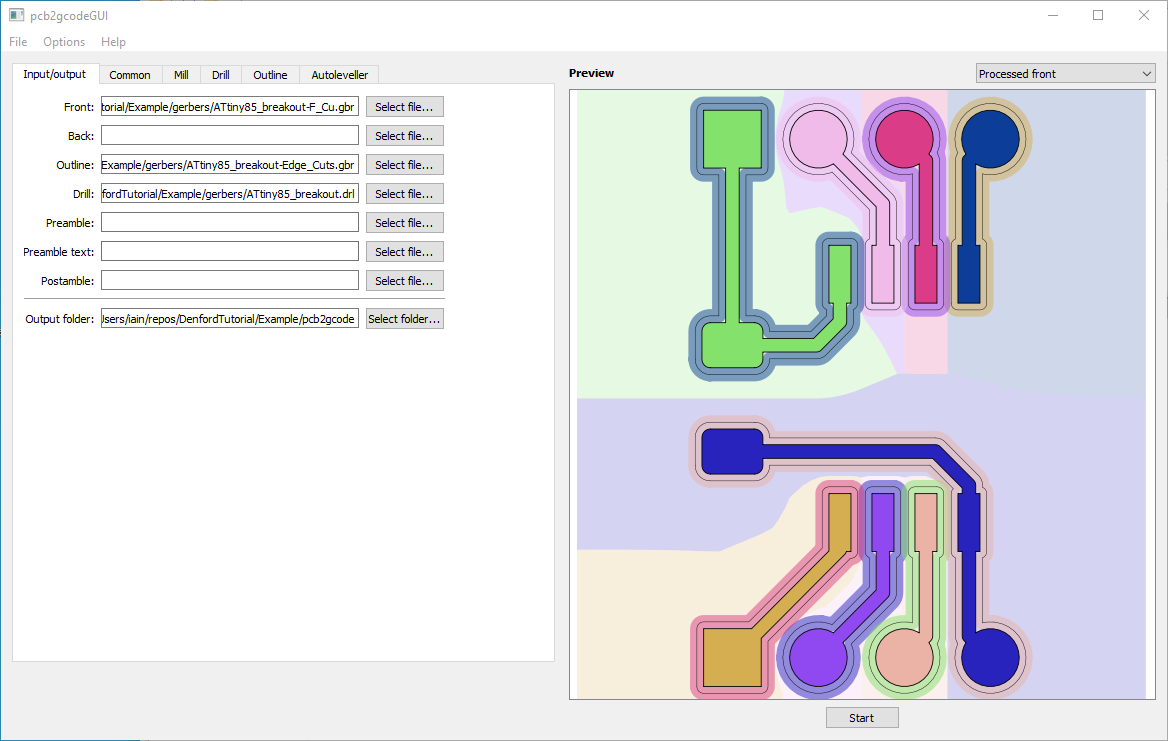 pcb2gcodeGUI
File Options Help
Input/output Common Mill Drill Outline Autoleveller
Front: torial/Example/gerbers/ATtiny85_breakout-F_Cu.gbr Select file...
Back: Select file...
Outline: Example/gerbers/ATtiny85_breakout-Edge_Cuts.gbr Select file...
Drill: fordTutorial/Example/gerbers/ATtiny85_breakout.drl Select file...
Preamble: Select file...
Preamble text: Select file...
Postamble: Select file...
Output folder: Jsers/iain/repos/DenfordTutorial/Example/pcb2gcode Select folder...
Preview Processed front
Start